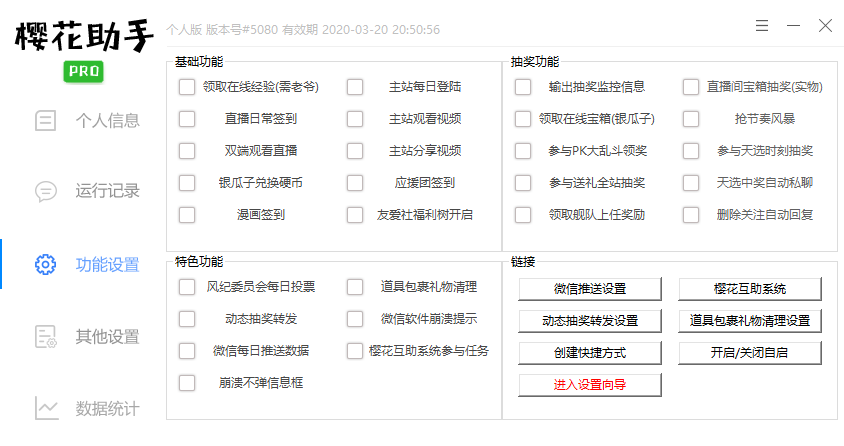 樱花助手
PRO
个人版 版本号#5080 有效期 2020-03-20 20:50:56
个人信息
运行记录
功能设置
其他设置
数据统计
基础功能
领取在线经验(需老爷) 主站每日登陆
直播日常签到 主站观看视频
双端观看直播 主站分享视频
银瓜子兑换硬币 应援团签到
漫画签到 友爱社福利树开启
抽奖功能
输出抽奖监控信息 直播间宝箱抽奖(实物)
领取在线宝箱(银瓜子) 抢节奏风暴
参与PK大乱斗领奖 参与天选时刻抽奖
参与送礼全站抽奖 天选中奖自动私聊
领取舰队上任奖励 删除关注自动回复
特色功能
风纪委员会每日投票 道具包裹礼物清理
动态抽奖转发 微信软件崩溃提示
微信每日推送数据 樱花互助系统参与任务
崩溃不弹信息框
链接
微信推送设置 樱花互助系统
动态抽奖转发设置 道具包裹礼物清理设置
创建快捷方式 开启/关闭自启
进入设置向导